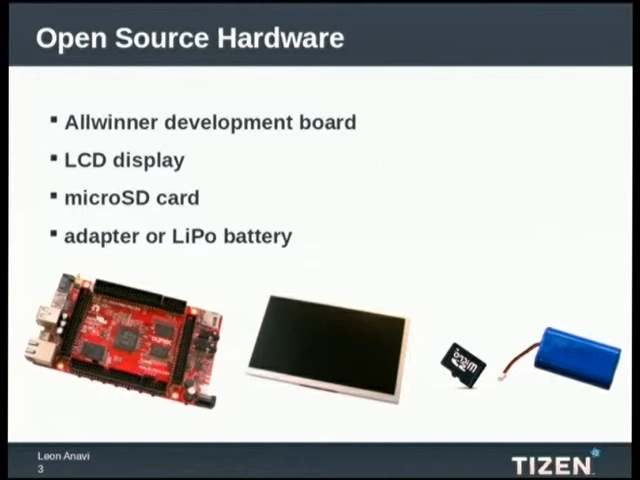 Open Source Hardware
Allwinner development board
LCD display
microSD card
adapter or LiPo battery
Leon Anavi
3
TIZEN